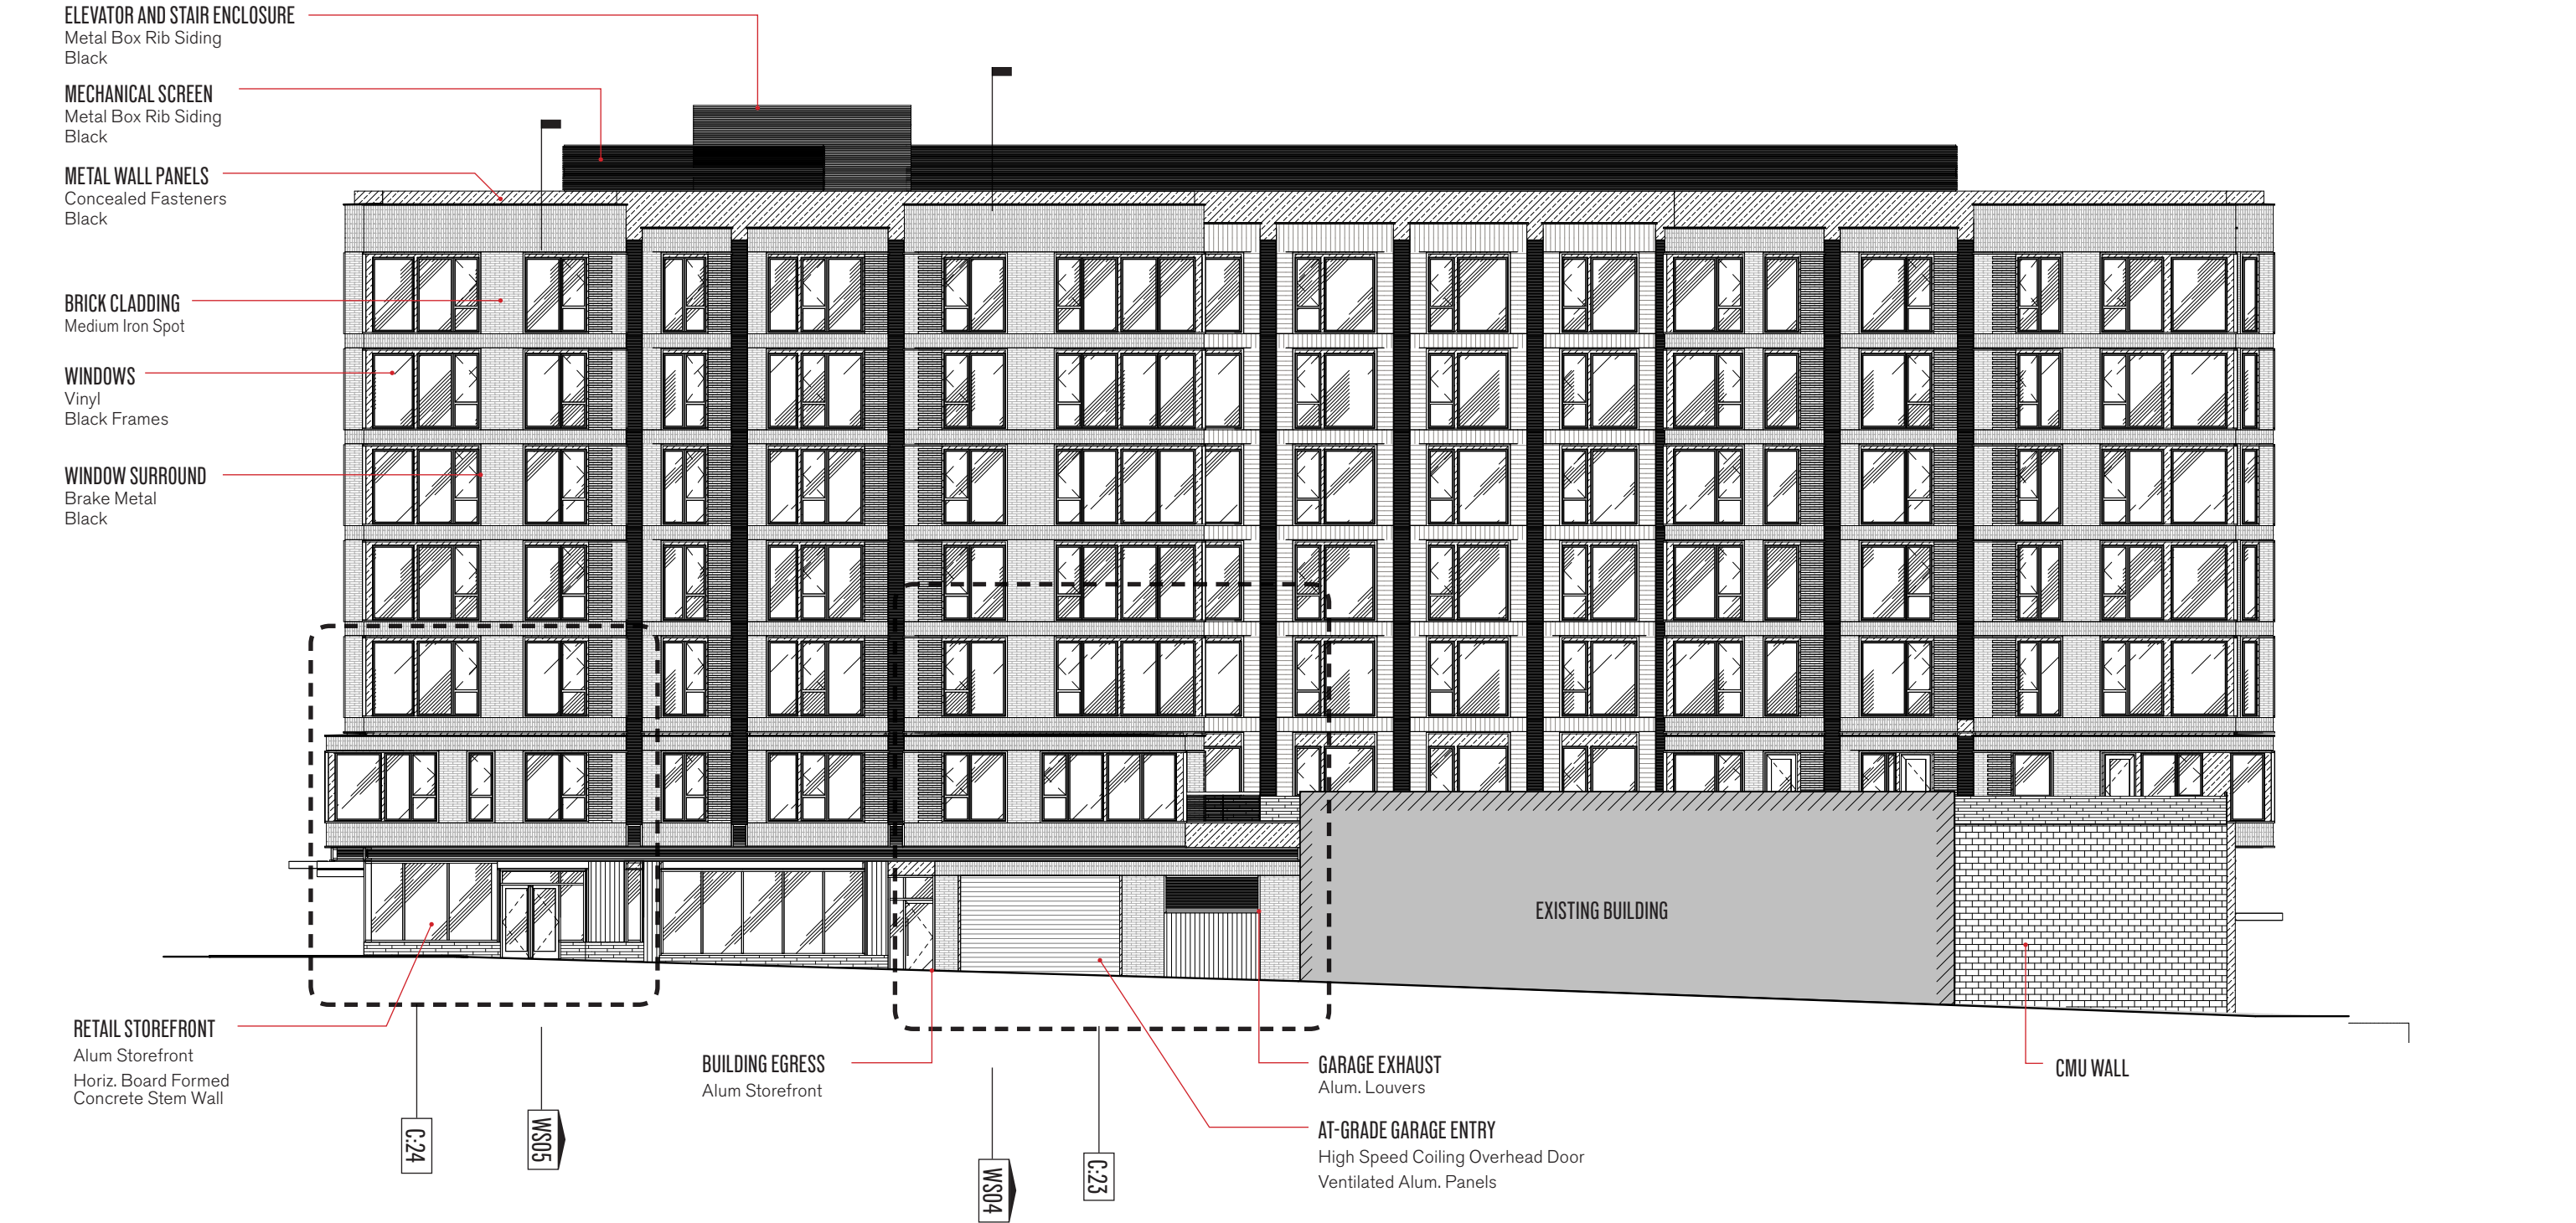 ELEVATOR AND STAIR ENCLOSURE
Metal Box Rib Siding
Black
MECHANICAL SCREEN
Metal Box Rib Siding
Black
METAL WALL PANELS
Concealed Fasteners
Black
BRICK CLADDING
Medium Iron Spot
WINDOWS
Vinyl
Black Frames
WINDOW SURROUND
Brake Metal
Black
EXISTING BUILDING
RETAIL STOREFRONT
Alum Storefront
Horiz. Board Formed
Concrete Stem Wall
C:24
WS05
BUILDING EGRESS
Alum Storefront
WS04
C:23
GARAGE EXHAUST
Alum. Louvers
AT-GRADE GARAGE ENTRY
High Speed Coiling Overhead Door
Ventilated Alum. Panels
CMU WALL